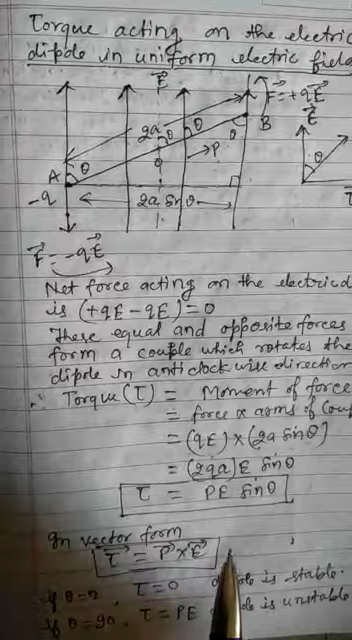 Torque acting on the electric
dipole in uniform electric field
E
F = +qE
2a
θ
θ
θ
B
E
A
θ
P
θ
-q
2a sinθ
F = -qE
Net force acting on the electric
is (+qE - qE) = 0
These equal and opposite forces
form a couple which rotates the
dipole in anticlock wise direction
∴ Torque (τ) = Moment of force
= force × arms of coup
= (qE) × (2a sinθ)
= (2qa) E sinθ
τ = PE sinθ
In vector form
τ = P × E
if θ = τ = 0 is stable.
if θ = 90, τ = PE is unstable